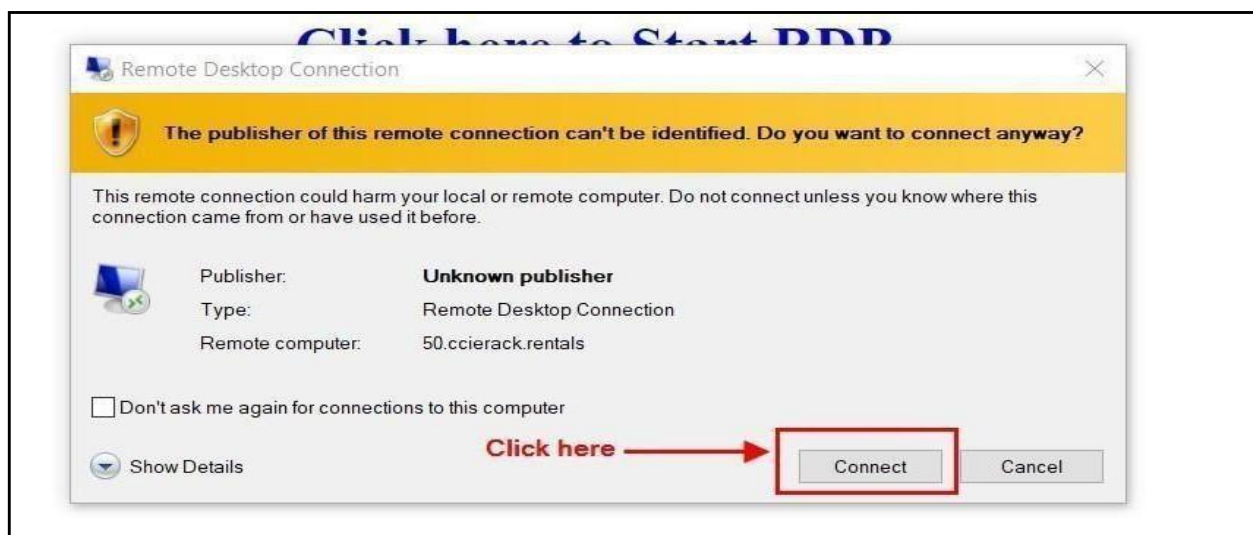 Click here to Start RDP
Remote Desktop Connection
The publisher of this remote connection can't be identified. Do you want to connect anyway?
This remote connection could harm your local or remote computer. Do not connect unless you know where this
connection came from or have used it before.
Publisher: Unknown publisher
Type: Remote Desktop Connection
Remote computer: 50.ccierack.rentals
Don't ask me again for connections to this computer
Click here
Show Details Connect Cancel